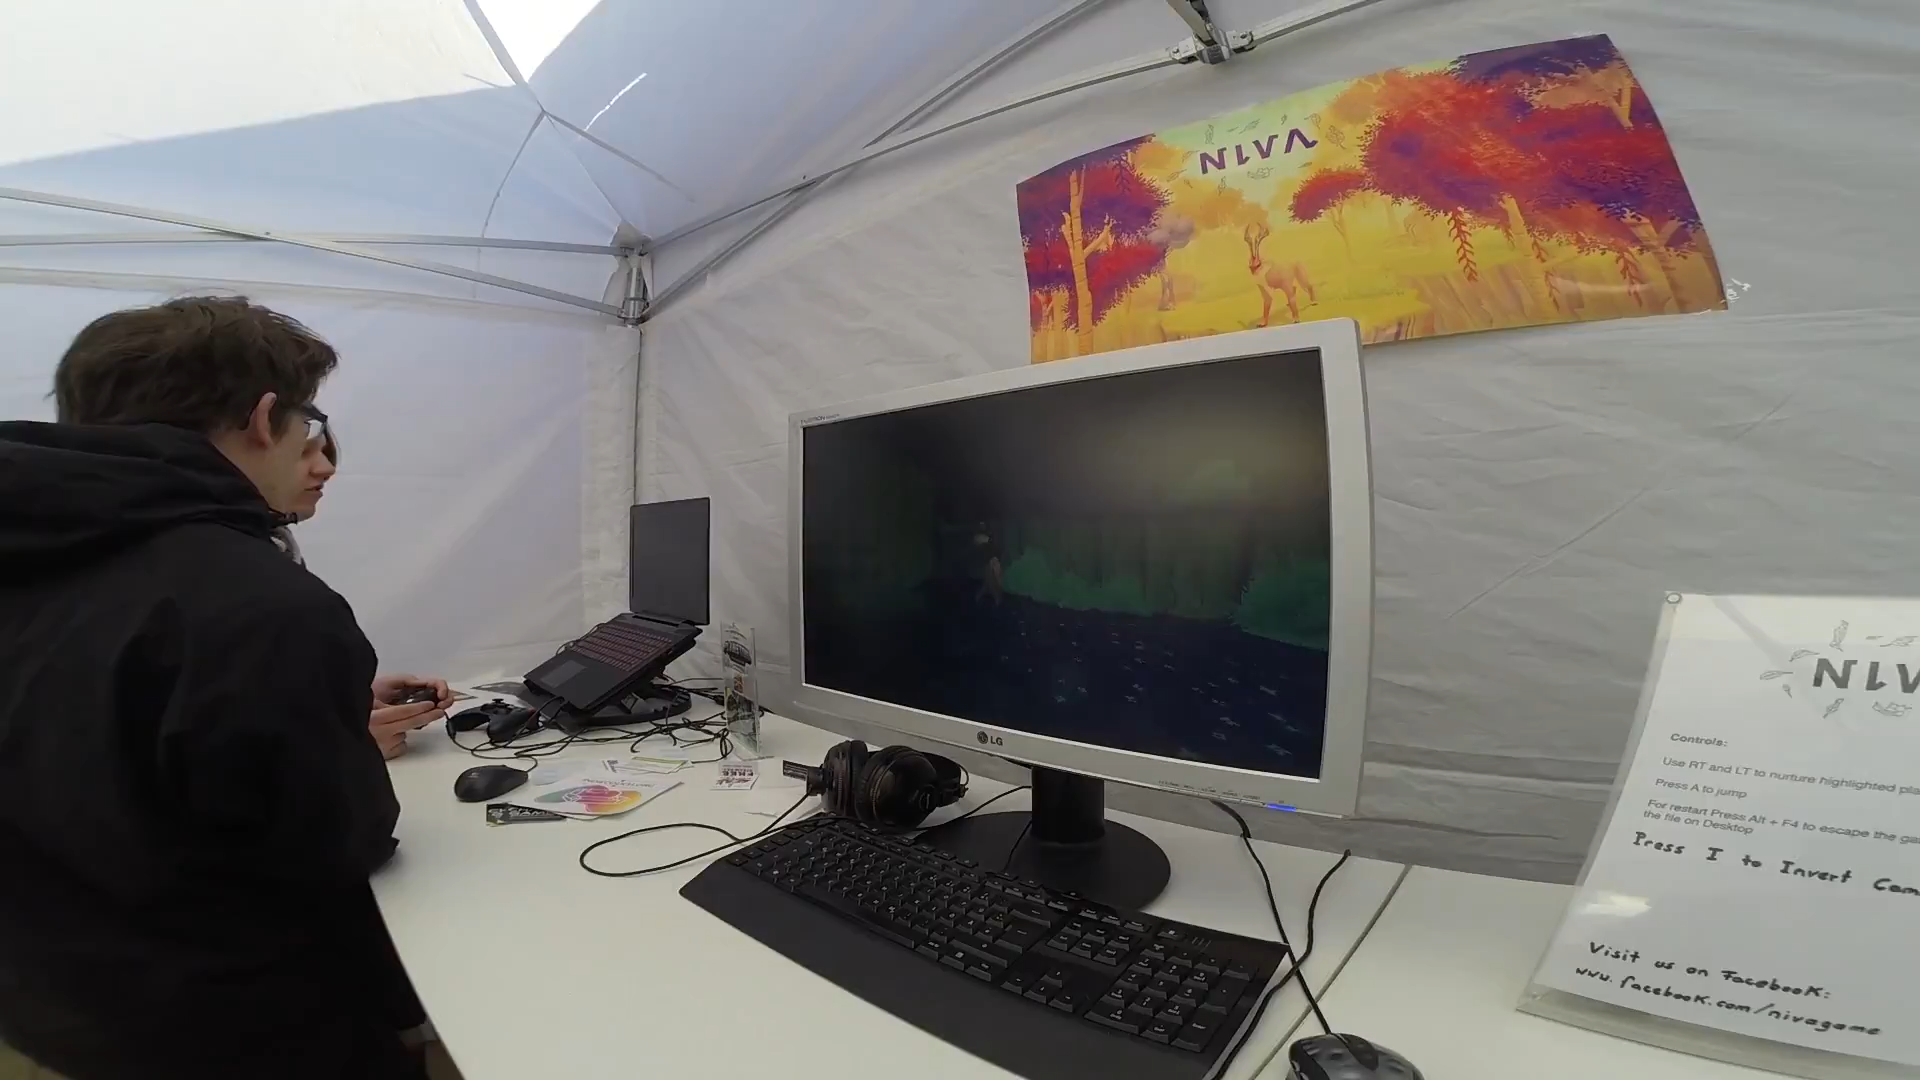 NIVA
LG
FREE
NIV
Controls:
Use RT and LT to nurture highlighted pla
Press A to jump
For restart Press Alt + F4 to escape the ga
the file on Desktop
Press I to Invert Cam
Visit us on Facebook:
www.facebook.com/nivagame